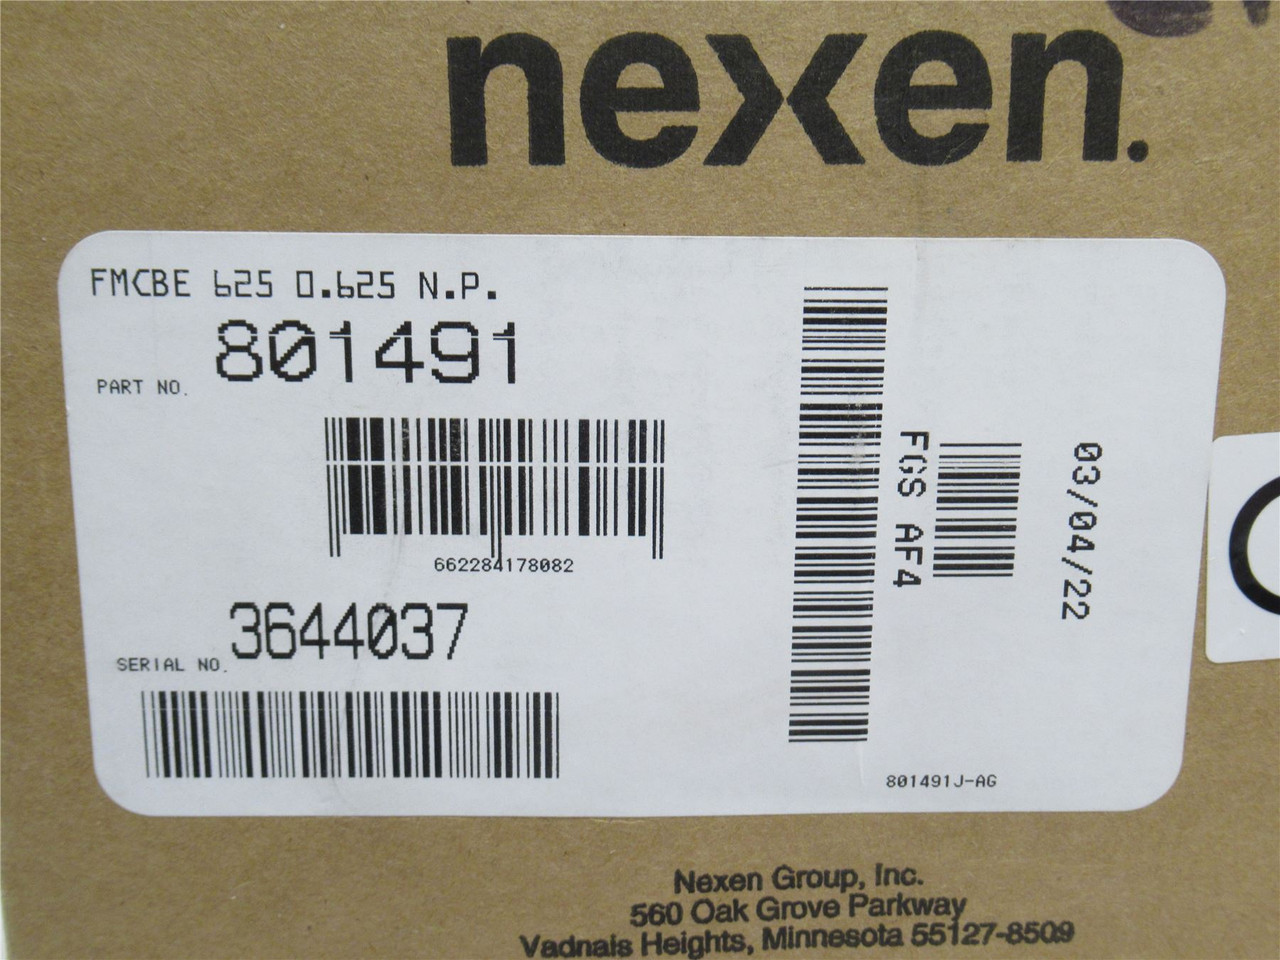 nexen.
FMCBE 625 0.625 N.P.
801491
PART NO.
662284178082
3644037
SERIAL NO.
FGS AF4
03/04/22
801491J-AG
Nexen Group, Inc.
560 Oak Grove Parkway
Vadnais Heights, Minnesota 55127-8509